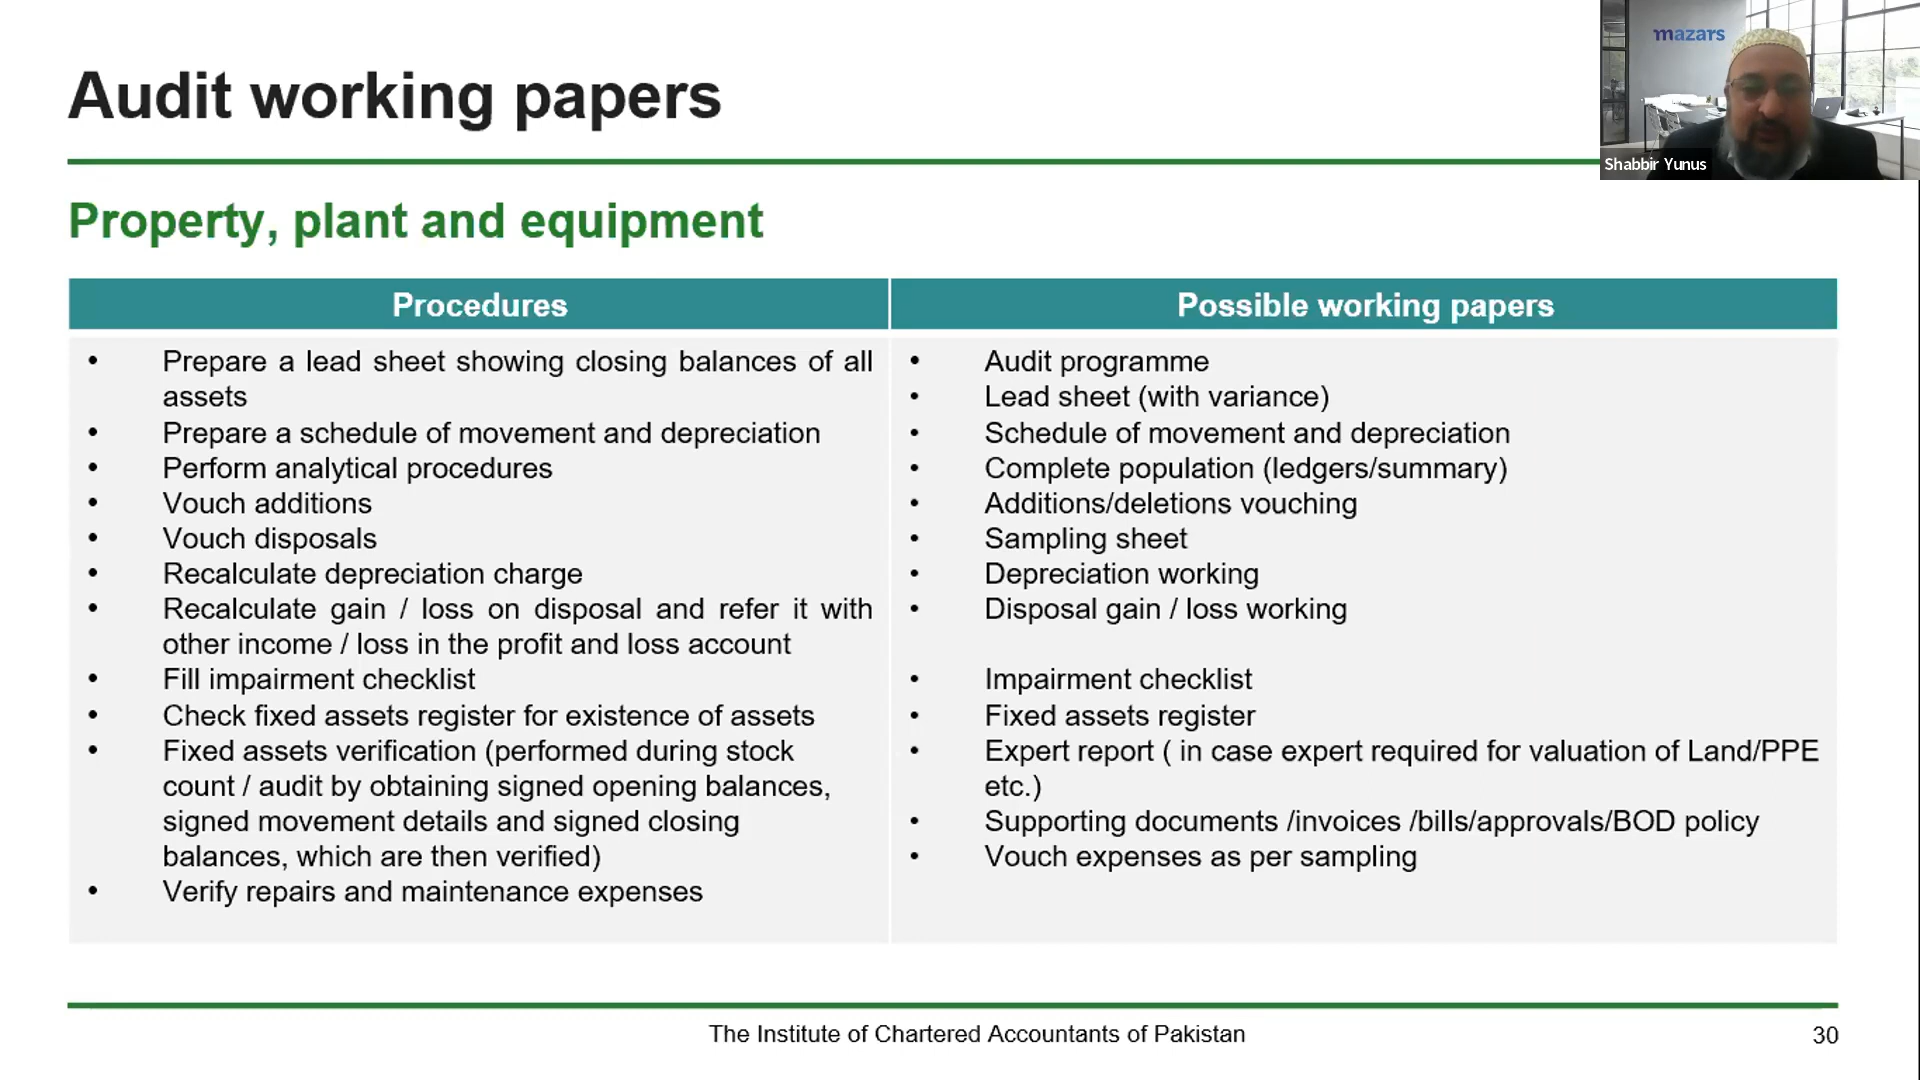 Audit working papers
mazars
Shabbir Yunus
Property, plant and equipment
Procedures
• Prepare a lead sheet showing closing balances of all
assets
• Prepare a schedule of movement and depreciation
• Perform analytical procedures
• Vouch additions
• Vouch disposals
• Recalculate depreciation charge
• Recalculate gain / loss on disposal and refer it with
other income / loss in the profit and loss account
• Fill impairment checklist
• Check fixed assets register for existence of assets
• Fixed assets verification (performed during stock
count / audit by obtaining signed opening balances,
signed movement details and signed closing
balances, which are then verified)
• Verify repairs and maintenance expenses
Possible working papers
• Audit programme
• Lead sheet (with variance)
• Schedule of movement and depreciation
• Complete population (ledgers/summary)
• Additions/deletions vouching
• Sampling sheet
• Depreciation working
• Disposal gain / loss working
• Impairment checklist
• Fixed assets register
• Expert report ( in case expert required for valuation of Land/PPE
etc.)
• Supporting documents /invoices /bills/approvals/BOD policy
• Vouch expenses as per sampling
The Institute of Chartered Accountants of Pakistan
30